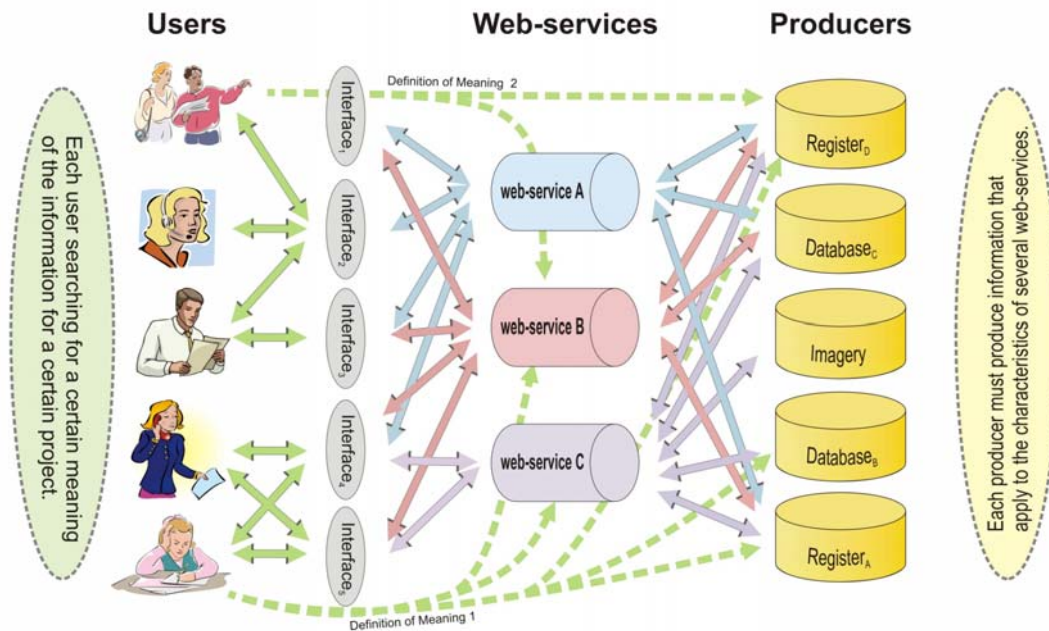 Users
Web-services
Producers
Each user searching for a certain meaning
of the information for a certain project.
Interface1
Interface2
Interface3
Interface4
Interface5
Definition of Meaning 2
web-service A
web-service B
web-service C
Definition of Meaning 1
RegisterD
DatabaseC
Imagery
DatabaseB
RegisterA
Each producer must produce information that
apply to the characteristics of several web-services.